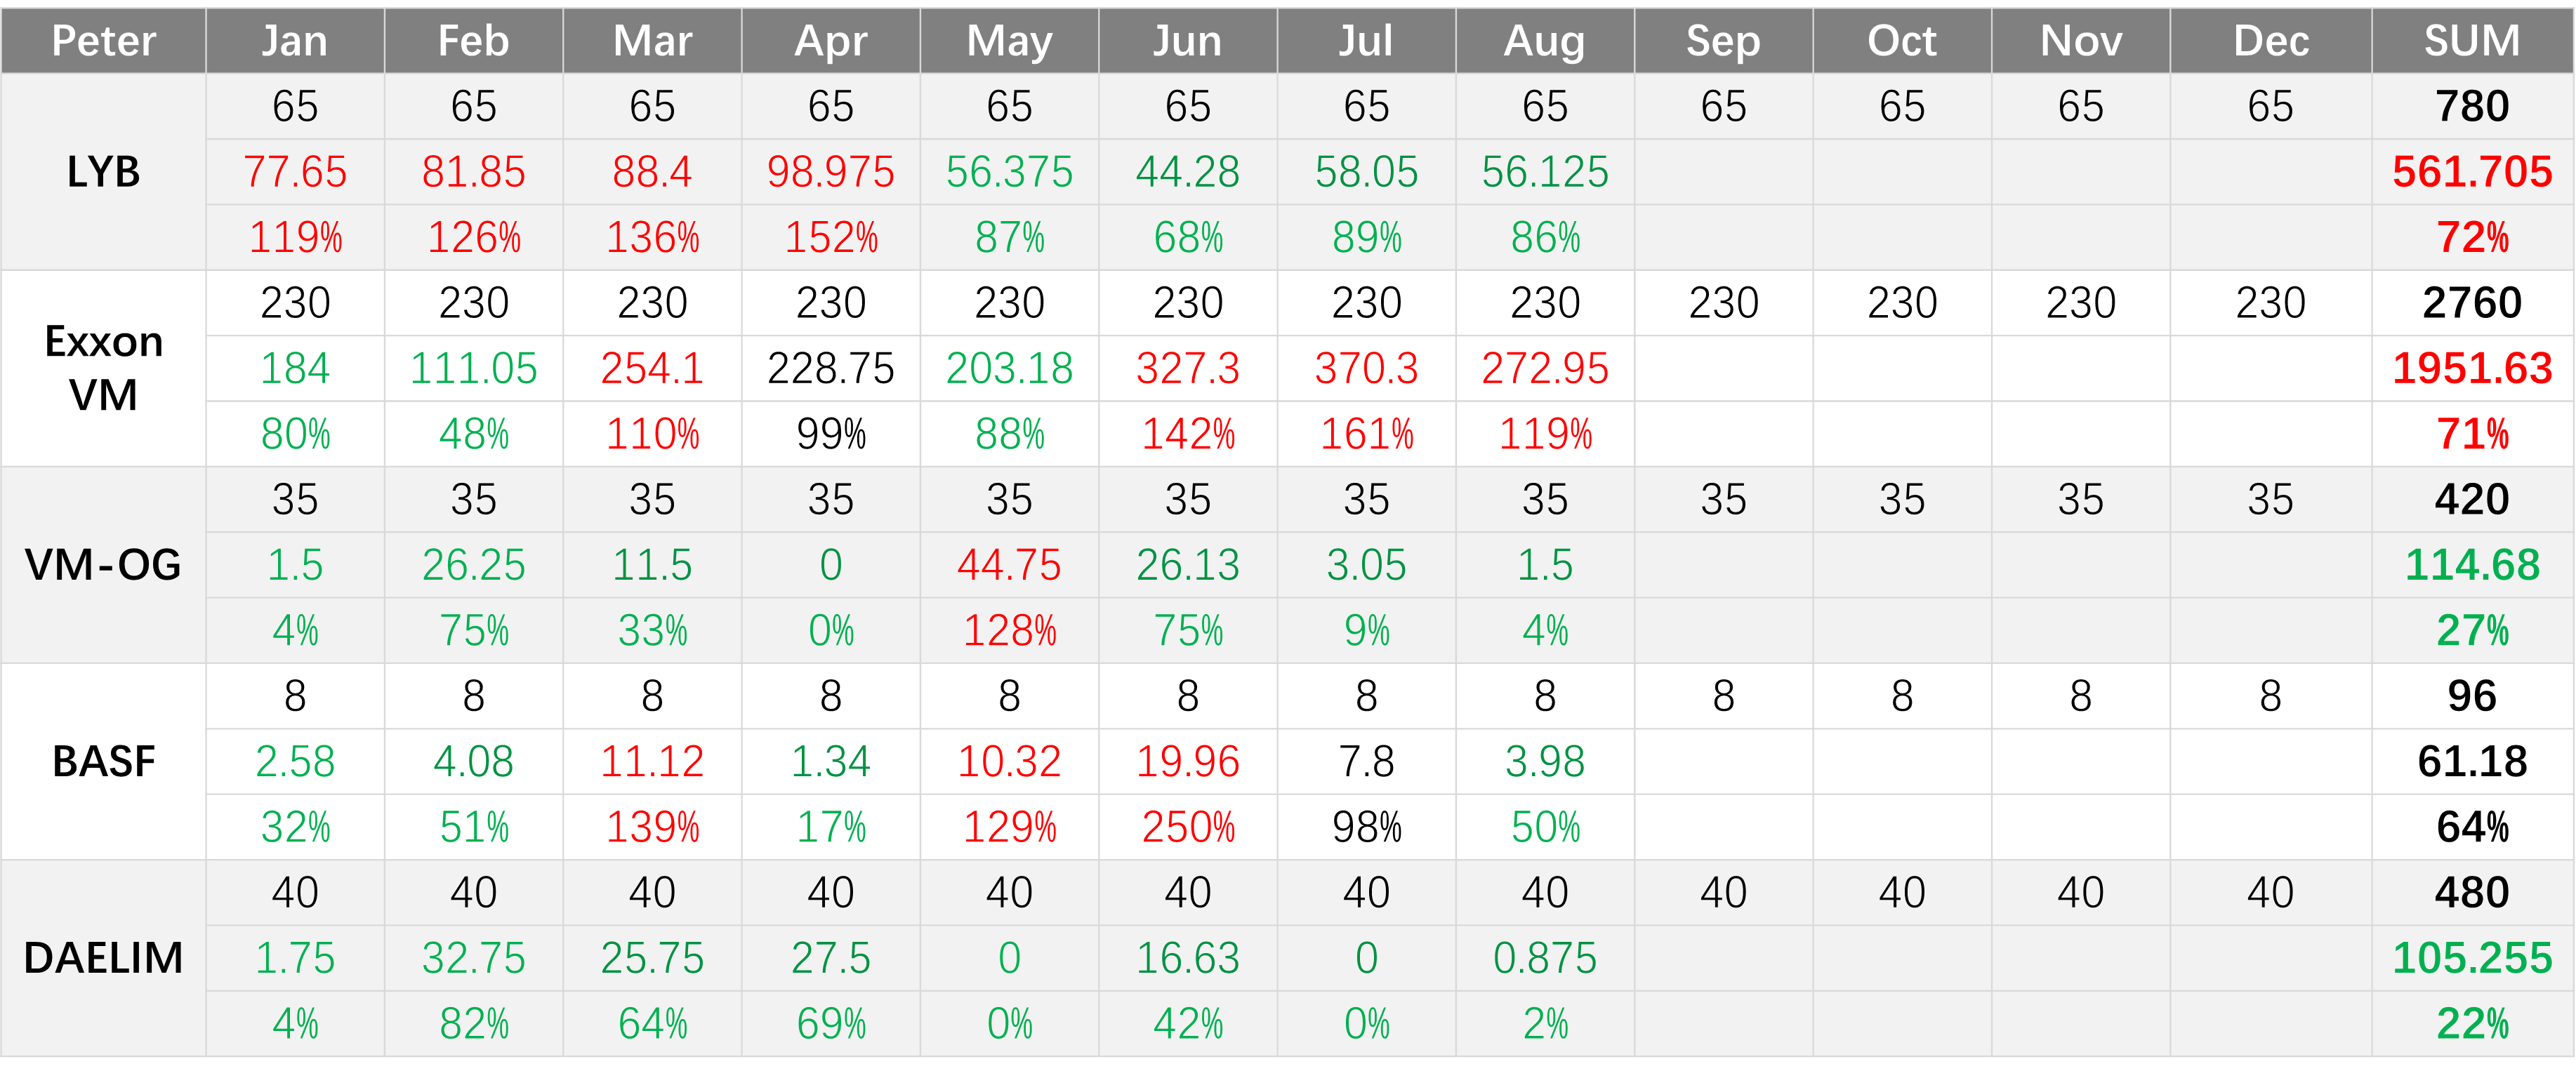 Peter Jan Feb Mar Apr May Jun Jul Aug Sep Oct Nov Dec SUM
LYB
65 65 65 65 65 65 65 65 65 65 65 65 780
77.65 81.85 88.4 98.975 56.375 44.28 58.05 56.125 561.705
119% 126% 136% 152% 87% 68% 89% 86% 72%
Exxon
VM
230 230 230 230 230 230 230 230 230 230 230 230 2760
184 111.05 254.1 228.75 203.18 327.3 370.3 272.95 1951.63
80% 48% 110% 99% 88% 142% 161% 119% 71%
VM-OG
35 35 35 35 35 35 35 35 35 35 35 35 420
1.5 26.25 11.5 0 44.75 26.13 3.05 1.5 114.68
4% 75% 33% 0% 128% 75% 9% 4% 27%
BASF
8 8 8 8 8 8 8 8 8 8 8 8 96
2.58 4.08 11.12 1.34 10.32 19.96 7.8 3.98 61.18
32% 51% 139% 17% 129% 250% 98% 50% 64%
DAELIM
40 40 40 40 40 40 40 40 40 40 40 40 480
1.75 32.75 25.75 27.5 0 16.63 0 0.875 105.255
4% 82% 64% 69% 0% 42% 0% 2% 22%